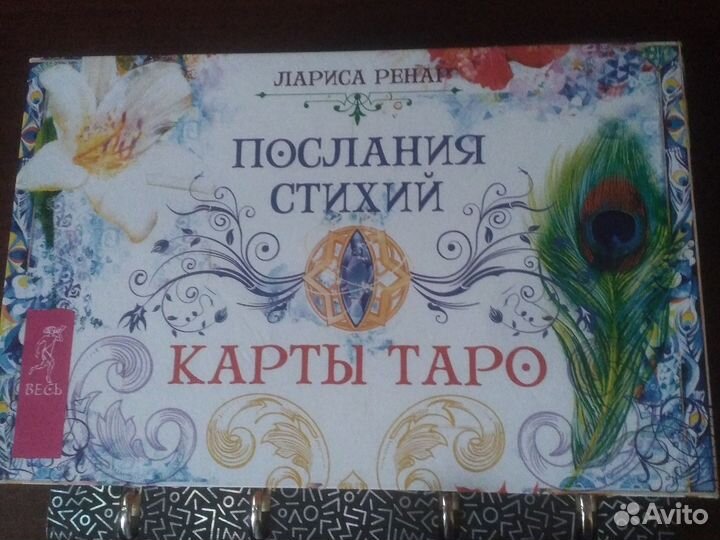 ЛАРИСА РЕНАР
ПОСЛАНИЯ
СТИХИЙ
КАРТЫ ТАРО
ВЕСЬ
Avito